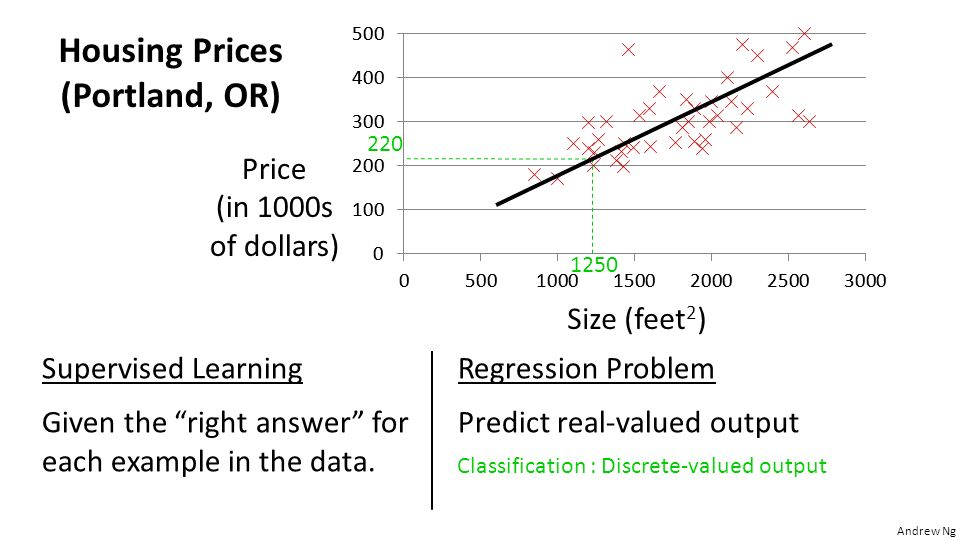 Housing Prices
(Portland, OR)
Price
(in 1000s
of dollars)
500
400
300
220
200
100
0
1250
0 500 1000 1500 2000 2500 3000
Size (feet²)
Supervised Learning
Given the “right answer” for
each example in the data.
Regression Problem
Predict real-valued output
Classification : Discrete-valued output
Andrew Ng